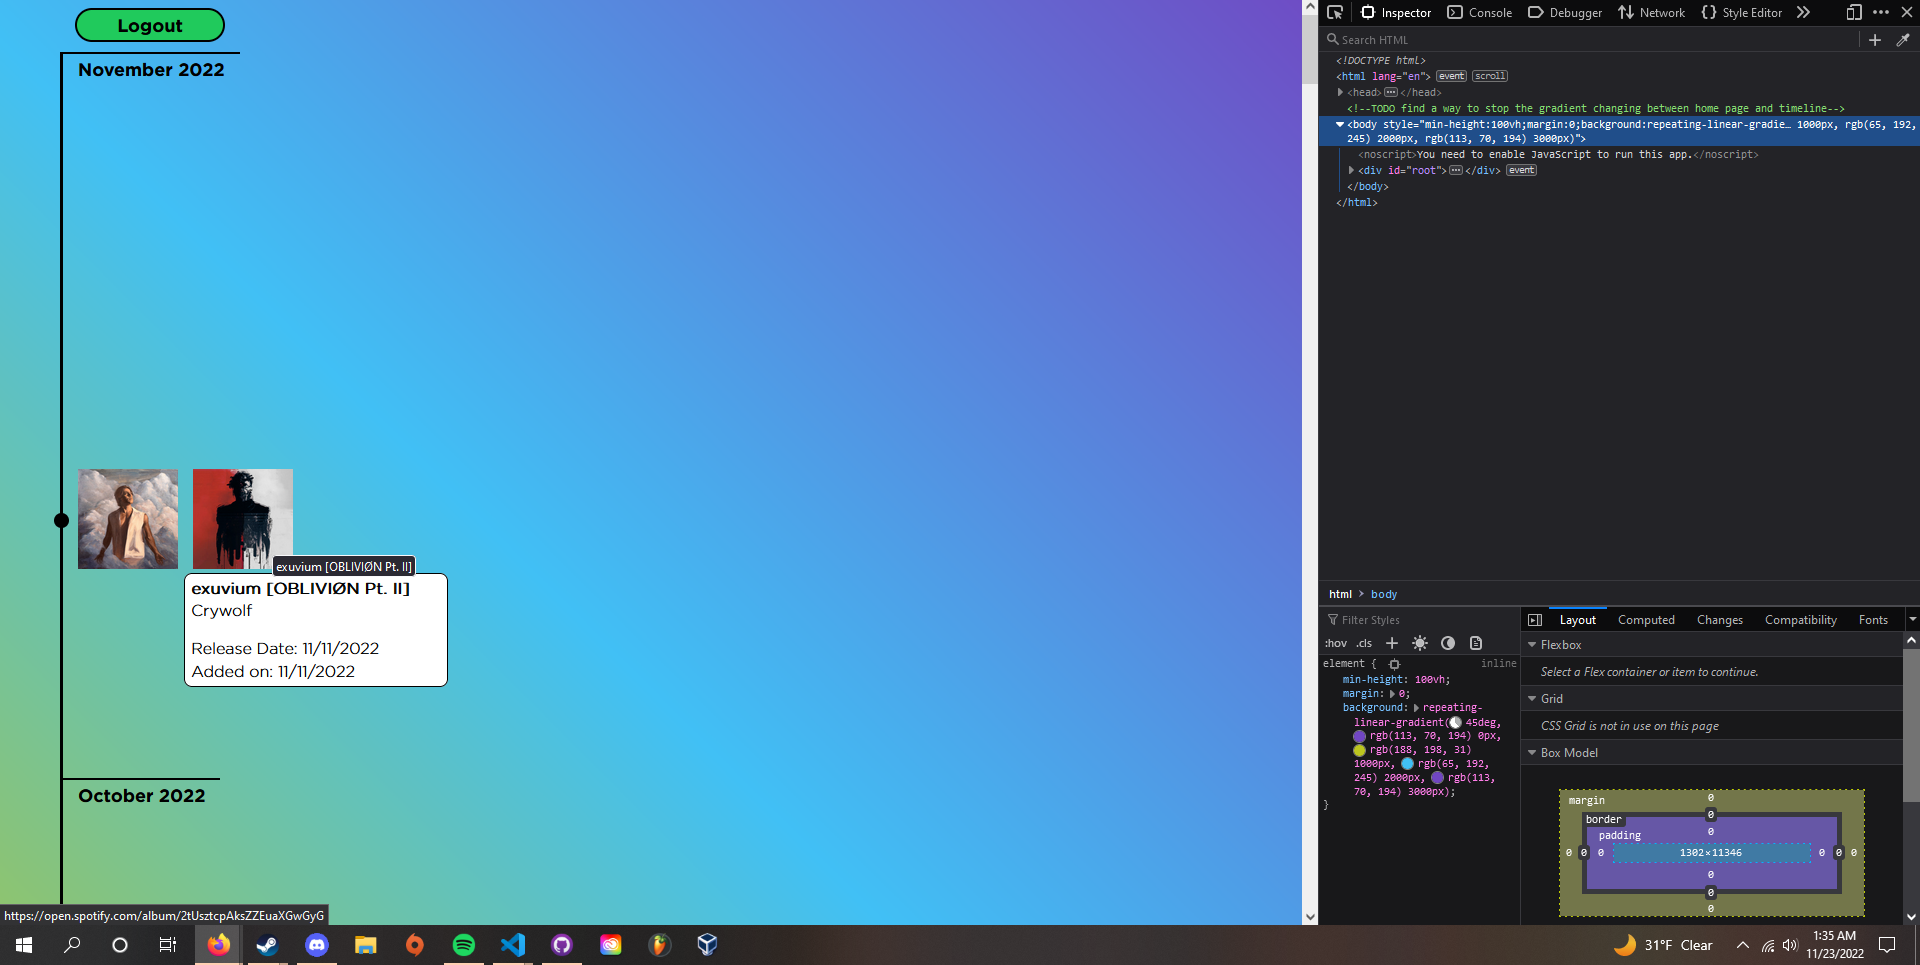 Logout
November 2022
exuvium [OBLIVIØN Pt. II]
exuvium [OBLIVIØN Pt. II]
Crywolf
Release Date: 11/11/2022
Added on: 11/11/2022
October 2022
https://open.spotify.com/album/2tUsztcpAksZZEuaXGwGyG
Inspector Console Debugger Network {} Style Editor
Search HTML
<!DOCTYPE html>
<html lang="en"> event scroll
<head> ••• </head>
<!--TODO find a way to stop the gradient changing between home page and timeline-->
<body style="min-height:100vh;margin:0;background:repeating-linear-gradie… 1000px, rgb(65, 192,
245) 2000px, rgb(113, 70, 194) 3000px)">
<noscript>You need to enable JavaScript to run this app.</noscript>
<div id="root"> ••• </div> event
</body>
</html>
html > body
Filter Styles
:hov .cls +
element { inline
min-height: 100vh;
margin: 0;
background: repeating-
linear-gradient( 45deg,
rgb(113, 70, 194) 0px,
rgb(188, 198, 31)
1000px, rgb(65, 192,
245) 2000px, rgb(113,
70, 194) 3000px);
}
Layout Computed Changes Compatibility Fonts
Flexbox
Select a Flex container or item to continue.
Grid
CSS Grid is not in use on this page
Box Model
margin 0
border 0
padding 0
0 0 0 1302×11346 0 0 0
0
0
0
31°F Clear
1:35 AM
11/23/2022